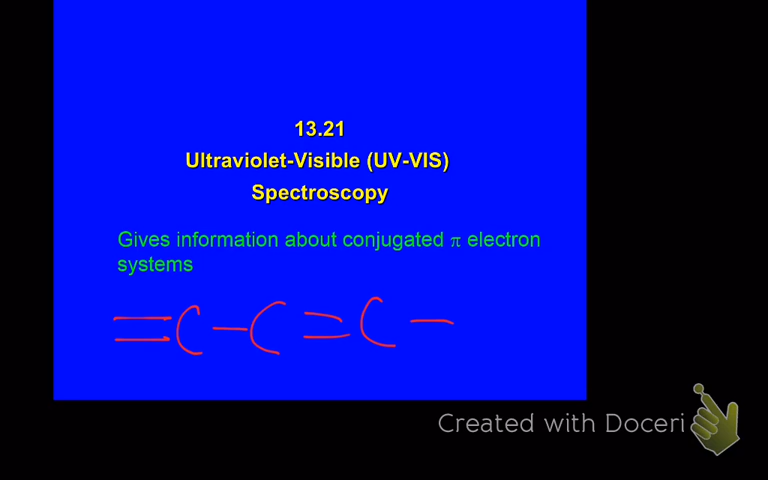 13.21
Ultraviolet-Visible (UV-VIS)
Spectroscopy
Gives information about conjugated π electron
systems
=C-C=C-
Created with Doceri